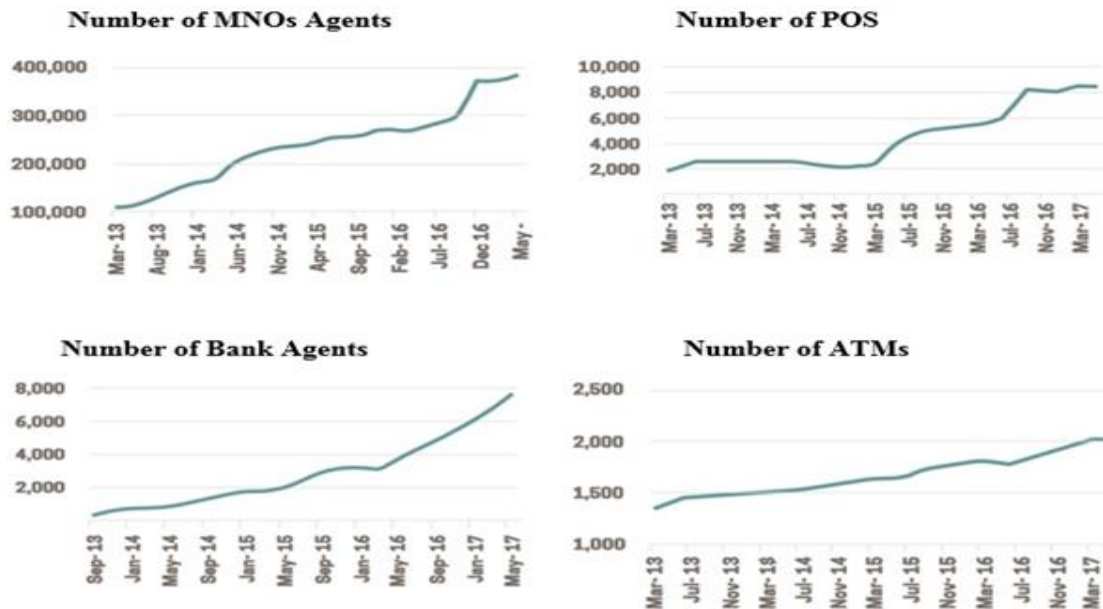 Number of MNOs Agents
400,000
300,000
200,000
100,000
Mar- 13
Aug- 13
Jan- 14
Jun- 14
Nov- 14
Apr- 15
Sep- 15
Feb- 16
Jul- 16
Dec 16
May -
Number of POS
10,000
8,000
6,000
4,000
2,000
Mar- 13
Jul- 13
Nov- 13
Mar- 14
Jul- 14
Nov- 14
Mar- 15
Jul- 15
Nov- 15
Mar- 16
Jul- 16
Nov- 16
Mar- 17
Number of Bank Agents
8,000
6,000
4,000
2,000
Sep- 13
Jan- 14
May- 14
Sep- 14
Jan- 15
May- 15
Sep- 15
Jan- 16
May- 16
Sep- 16
Jan- 17
May- 17
Number of ATMs
2,500
2,000
1,500
1,000
Mar- 13
Jul- 13
Nov- 13
Mar- 18
Jul- 14
Nov- 14
Mar- 15
Jul- 15
Nov- 15
Mar- 16
Jul- 16
Nov- 16
Mar- 17